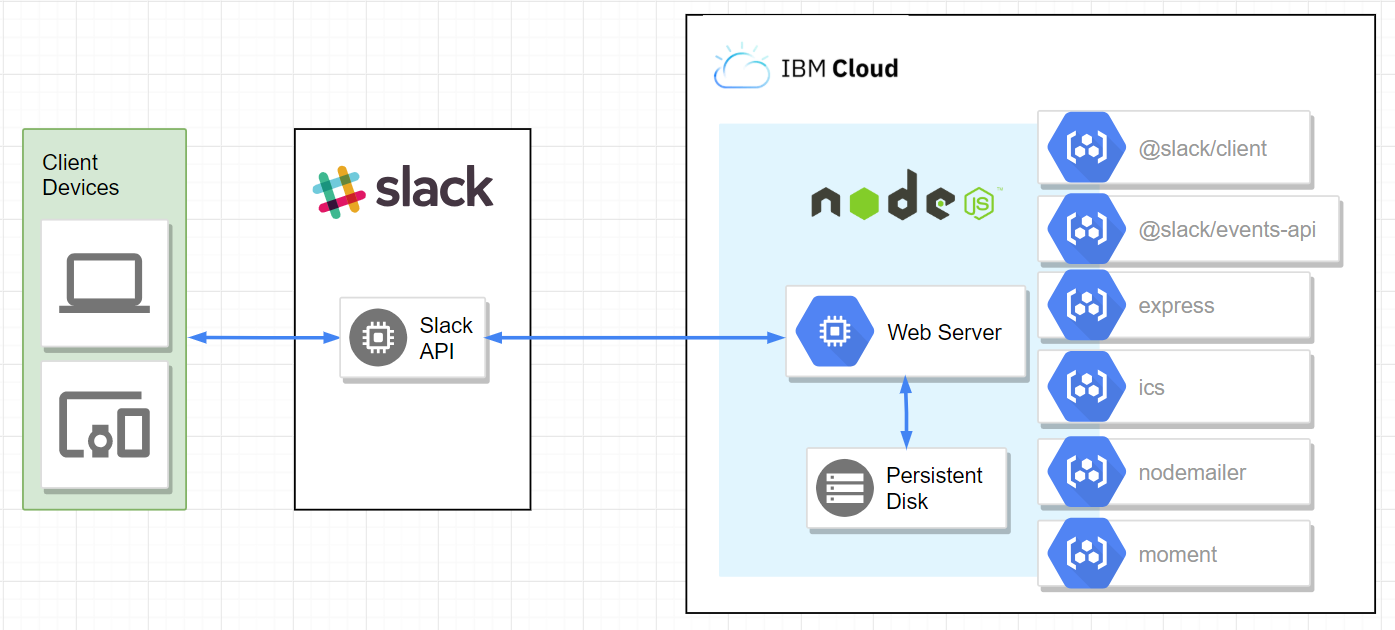 Client
Devices
slack
Slack
API
IBM Cloud
node
JS
™
Web Server
Persistent
Disk
@slack/client
@slack/events-api
express
ics
nodemailer
moment